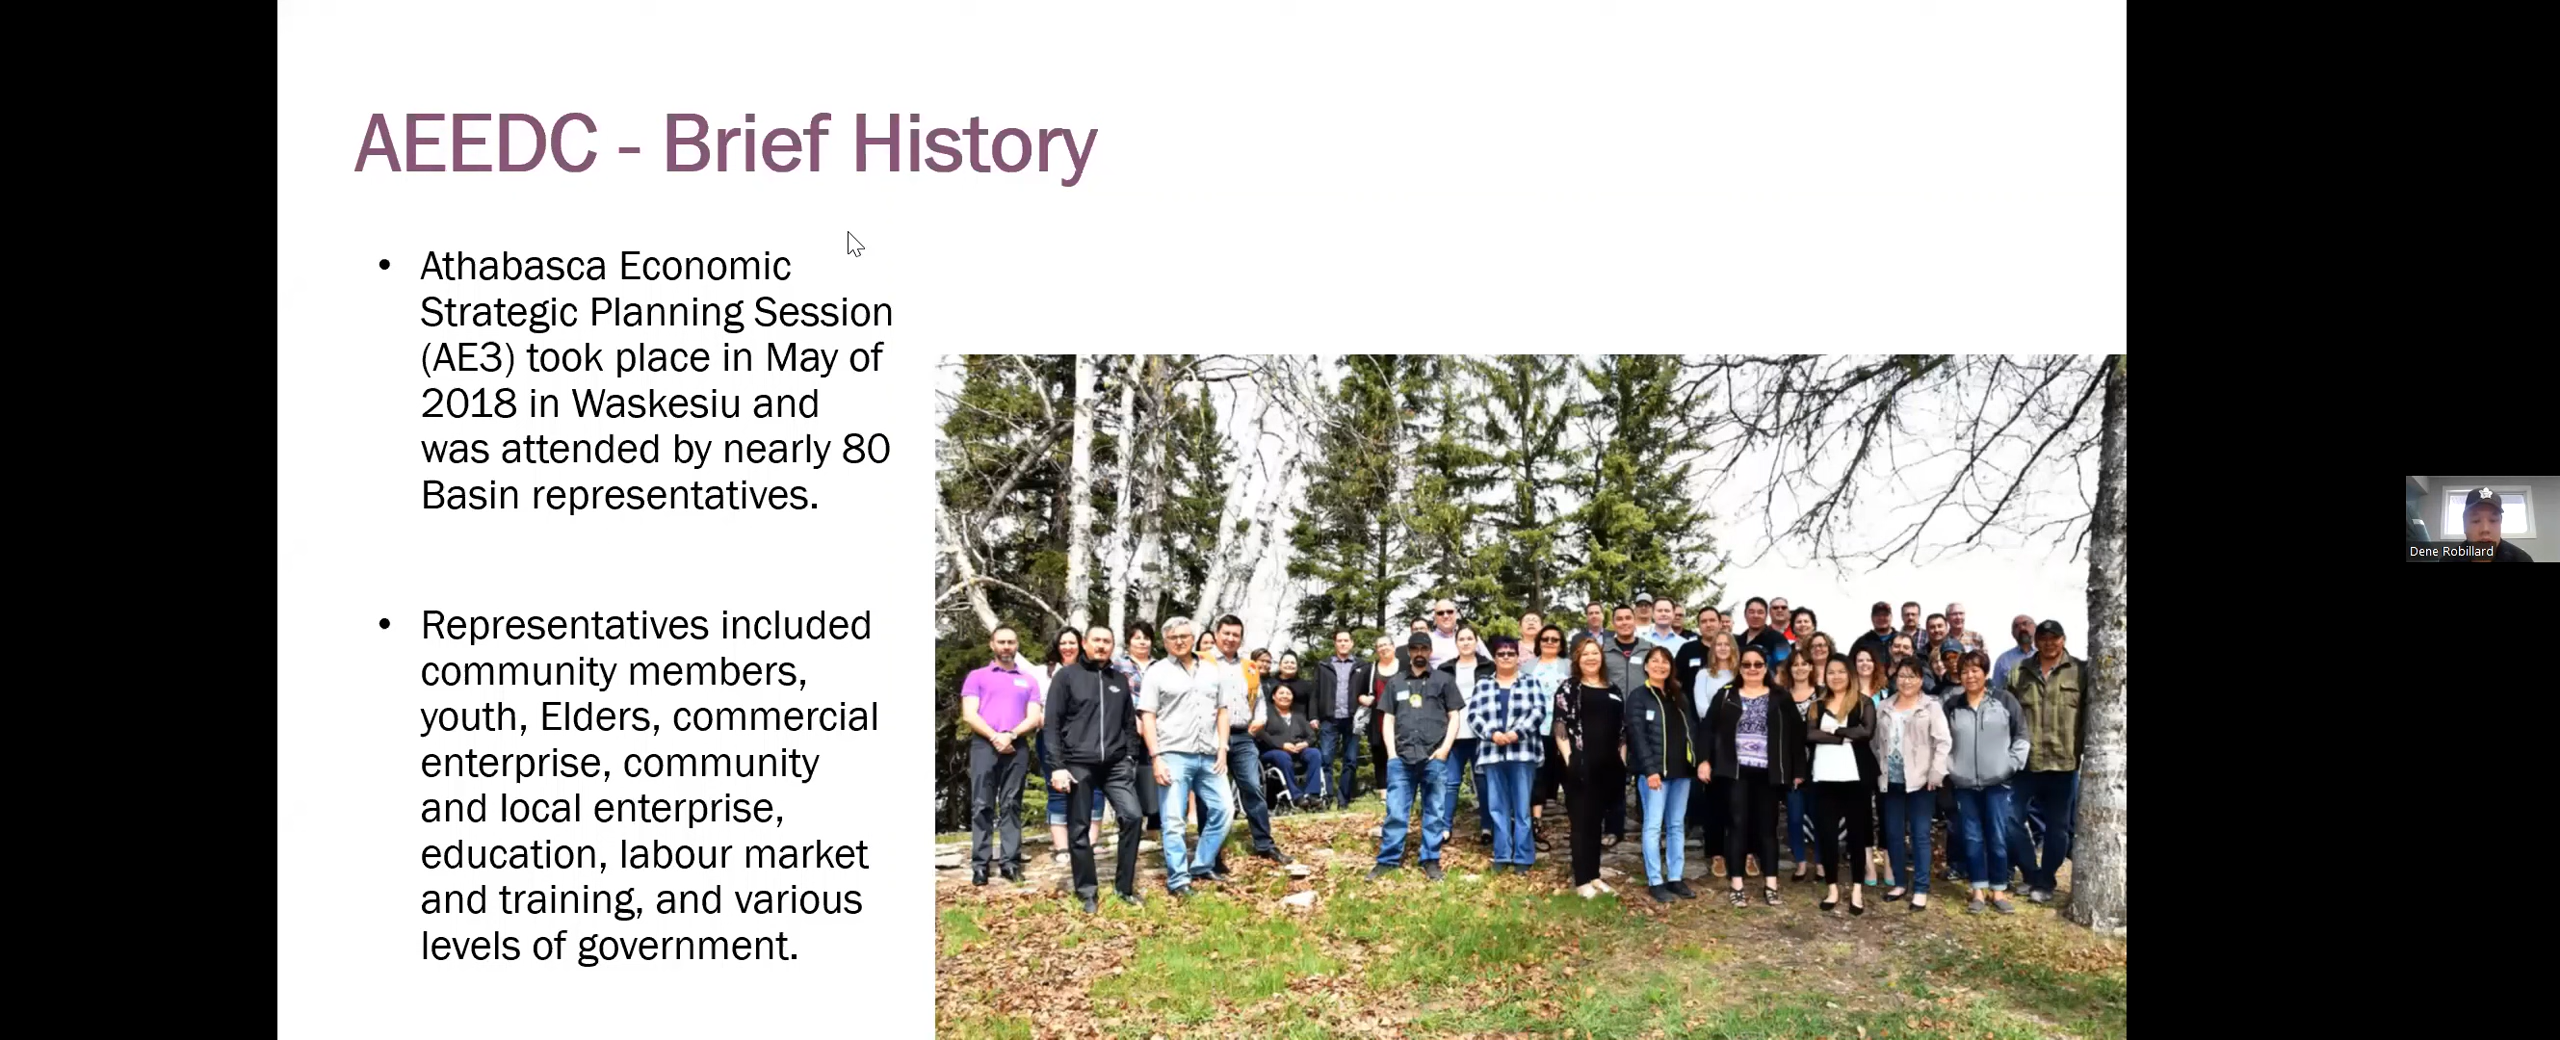 AEEDC - Brief History
• Athabasca Economic
Strategic Planning Session
(AE3) took place in May of
2018 in Waskesiu and
was attended by nearly 80
Basin representatives.
• Representatives included
community members,
youth, Elders, commercial
enterprise, community
and local enterprise,
education, labour market
and training, and various
levels of government.
Dene Robillard